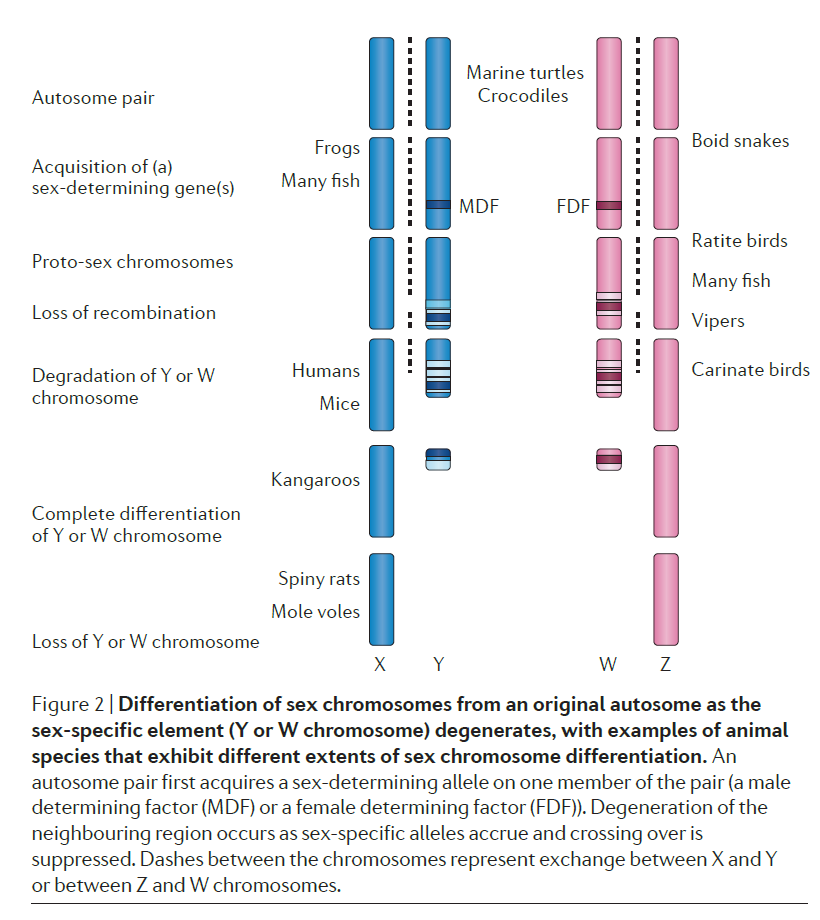 Marine turtles
Crocodiles
Autosome pair
Boid snakes
Frogs
Acquisition of (a)
sex-determining gene(s)
Many fish
MDF
FDF
Ratite birds
Proto-sex chromosomes
Many fish
Loss of recombination
Vipers
Humans
Carinate birds
Degradation of Y or W
chromosome
Mice
Kangaroos
Complete differentiation
of Y or W chromosome
Spiny rats
Mole voles
Loss of Y or W chromosome
X
Y
W
Z
Figure 2 | Differentiation of sex chromosomes from an original autosome as the
sex-specific element (Y or W chromosome) degenerates, with examples of animal
species that exhibit different extents of sex chromosome differentiation. An
autosome pair first acquires a sex-determining allele on one member of the pair (a male
determining factor (MDF) or a female determining factor (FDF)). Degeneration of the
neighbouring region occurs as sex-specific alleles accrue and crossing over is
suppressed. Dashes between the chromosomes represent exchange between X and Y
or between Z and W chromosomes.